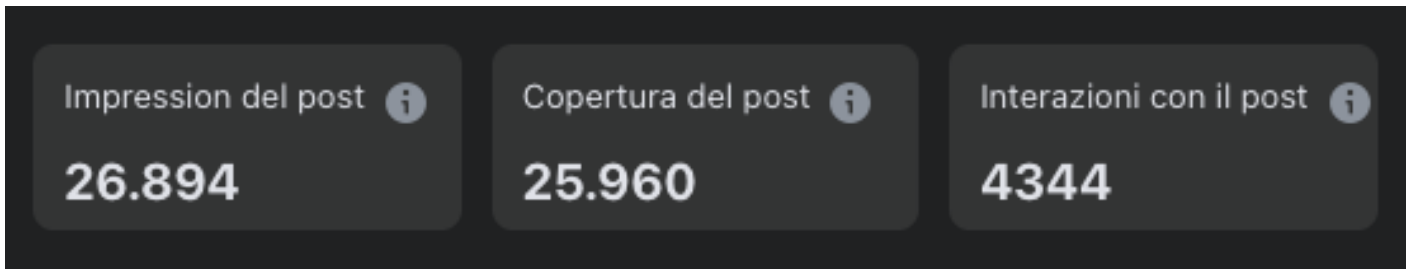 Impression del post
26.894
Copertura del post
25.960
Interazioni con il post
4344